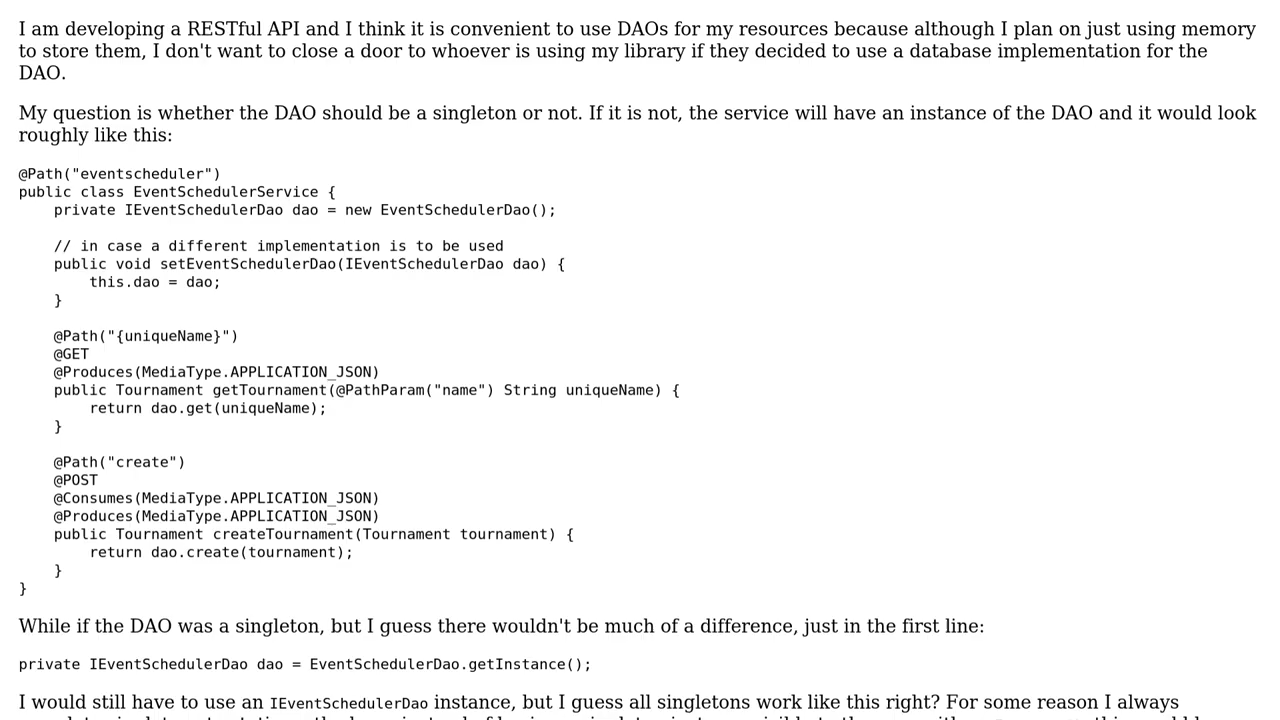 I am developing a RESTful API and I think it is convenient to use DAOs for my resources because although I plan on just using memory
to store them, I don't want to close a door to whoever is using my library if they decided to use a database implementation for the
DAO.
My question is whether the DAO should be a singleton or not. If it is not, the service will have an instance of the DAO and it would look
roughly like this:
@Path("eventscheduler")
public class EventSchedulerService {
    private IEventSchedulerDao dao = new EventSchedulerDao();
    // in case a different implementation is to be used
    public void setEventSchedulerDao(IEventSchedulerDao dao) {
        this.dao = dao;
    }
    @Path("{uniqueName}")
    @GET
    @Produces(MediaType.APPLICATION_JSON)
    public Tournament getTournament(@PathParam("name") String uniqueName) {
        return dao.get(uniqueName);
    }
    @Path("create")
    @POST
    @Consumes(MediaType.APPLICATION_JSON)
    @Produces(MediaType.APPLICATION_JSON)
    public Tournament createTournament(Tournament tournament) {
        return dao.create(tournament);
    }
}
While if the DAO was a singleton, but I guess there wouldn't be much of a difference, just in the first line:
private IEventSchedulerDao dao = EventSchedulerDao.getInstance();
I would still have to use an IEventSchedulerDao instance, but I guess all singletons work like this right? For some reason I always